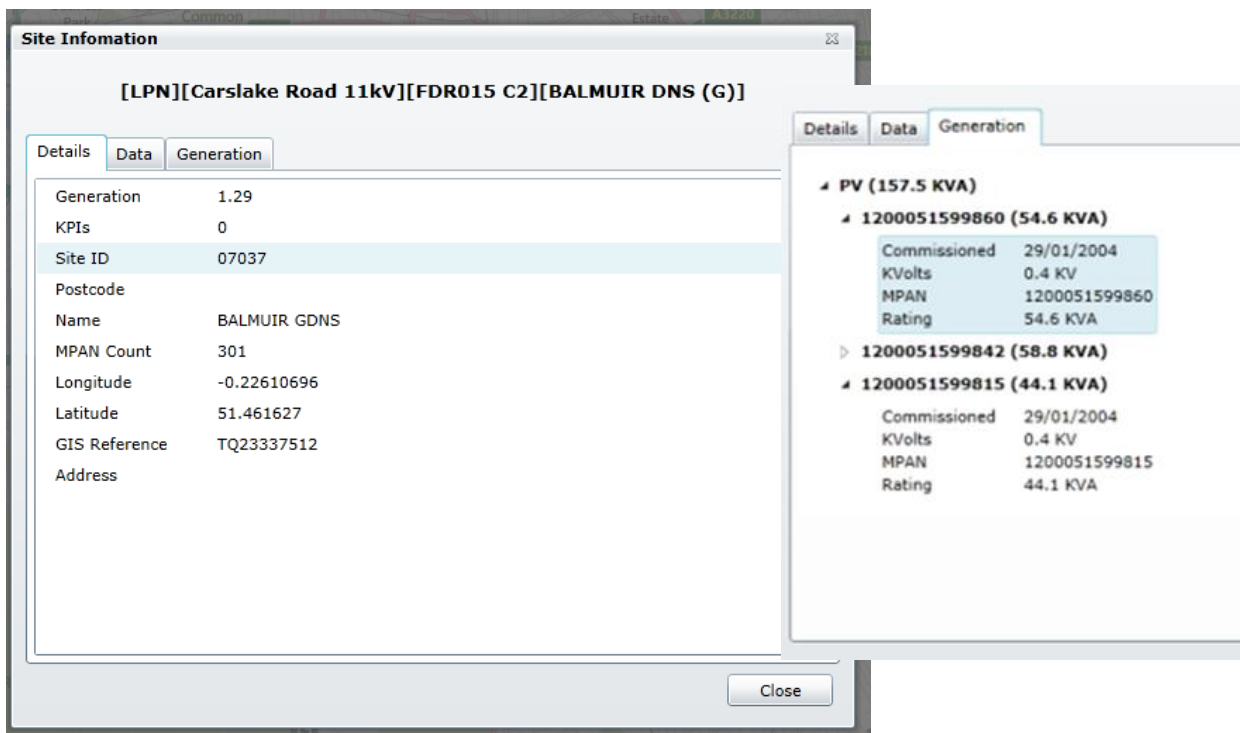 Park
Common
Estate
A3220
Site Infomation
[LPN][Carslake Road 11kV][FDR015 C2][BALMUIR DNS (G)]
Details Data Generation
Generation 1.29
KPIs 0
Site ID 07037
Postcode
Name BALMUIR GDNS
MPAN Count 301
Longitude -0.22610696
Latitude 51.461627
GIS Reference TQ23337512
Address
Close
Details Data Generation
PV (157.5 KVA)
1200051599860 (54.6 KVA)
Commissioned 29/01/2004
KVolts 0.4 KV
MPAN 1200051599860
Rating 54.6 KVA
1200051599842 (58.8 KVA)
1200051599815 (44.1 KVA)
Commissioned 29/01/2004
KVolts 0.4 KV
MPAN 1200051599815
Rating 44.1 KVA